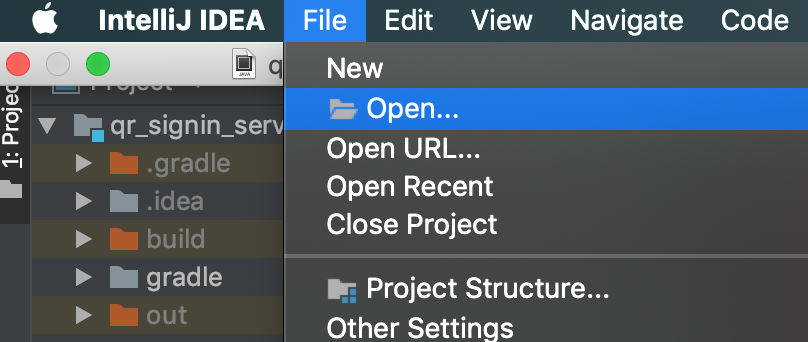 IntelliJ IDEA File Edit View Navigate Code
New
JAVA
Project
Open...
1: Projec
qr_signin_serv
Open URL...
.gradle
Open Recent
.idea
Close Project
build
gradle
Project Structure...
out
Other Settings